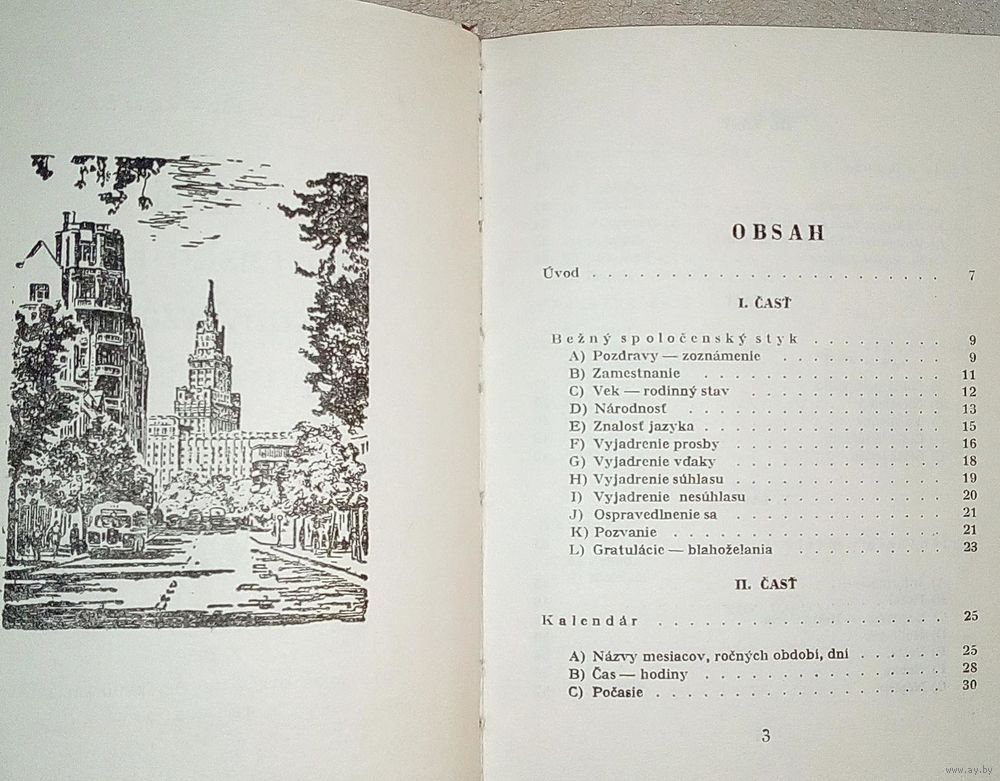 OBSAH
Úvod . . . . . . . . . . . . . . . . . . . . . . 7
I. ČASŤ
Bežný spoločenský styk . . . . . . . . 9
A) Pozdravy — zoznámenie . . . . . . . . . . 9
B) Zamestnanie . . . . . . . . . . . . . . 11
C) Vek — rodinný stav . . . . . . . . . . . 12
D) Národnosť . . . . . . . . . . . . . . . 13
E) Znalosť jazyka . . . . . . . . . . . . . 15
F) Vyjadrenie prosby . . . . . . . . . . . . 16
G) Vyjadrenie vďaky . . . . . . . . . . . . 18
H) Vyjadrenie súhlasu . . . . . . . . . . . 19
I) Vyjadrenie nesúhlasu . . . . . . . . . . 20
J) Ospravedlnenie sa . . . . . . . . . . . . 21
K) Pozvanie . . . . . . . . . . . . . . . 21
L) Gratulácie — blahoželania . . . . . . . . . 23
II. ČASŤ
Kalendár . . . . . . . . . . . . . . . . 25
A) Názvy mesiacov, ročných období, dní . . . . . . 25
B) Čas — hodiny . . . . . . . . . . . . . . 28
C) Počasie . . . . . . . . . . . . . . . . 30
3
www.ay.by